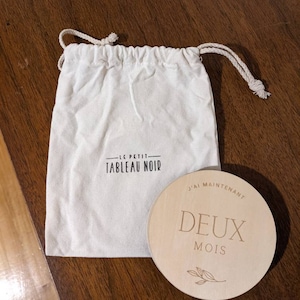 LE PETIT
TABLEAU NOIR
J'AI MAINTENANT
DEUX
MOIS